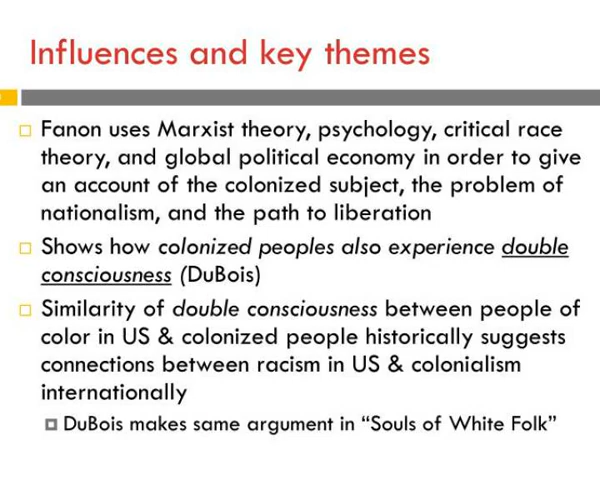 Influences and key themes
Fanon uses Marxist theory, psychology, critical race
theory, and global political economy in order to give
an account of the colonized subject, the problem of
nationalism, and the path to liberation
Shows how colonized peoples also experience double
consciousness (DuBois)
Similarity of double consciousness between people of
color in US & colonized people historically suggests
connections between racism in US & colonialism
internationally
DuBois makes same argument in “Souls of White Folk”